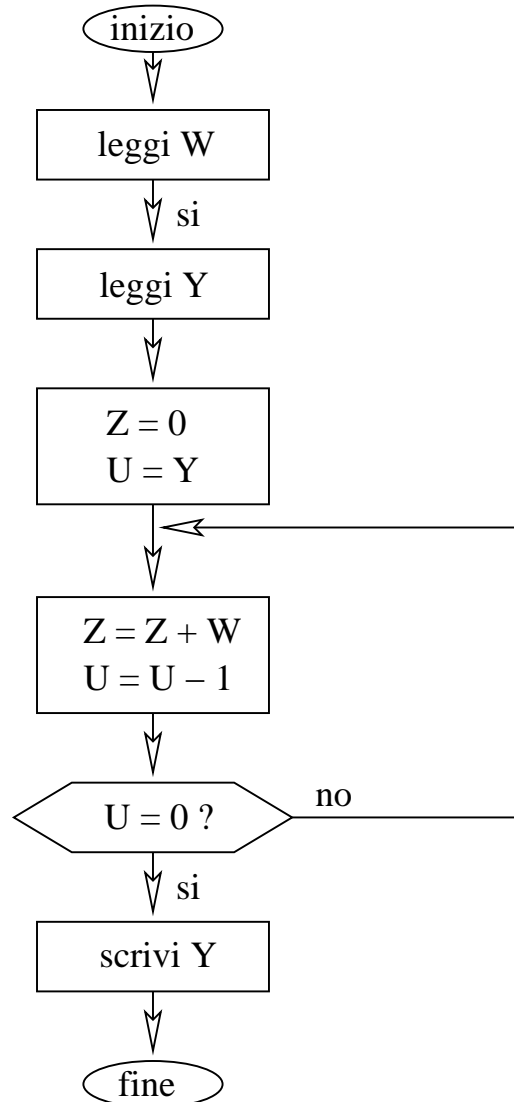 inizio
leggi W
si
leggi Y
Z = 0
U = Y
Z = Z + W
U = U − 1
U = 0 ?
no
si
scrivi Y
fine